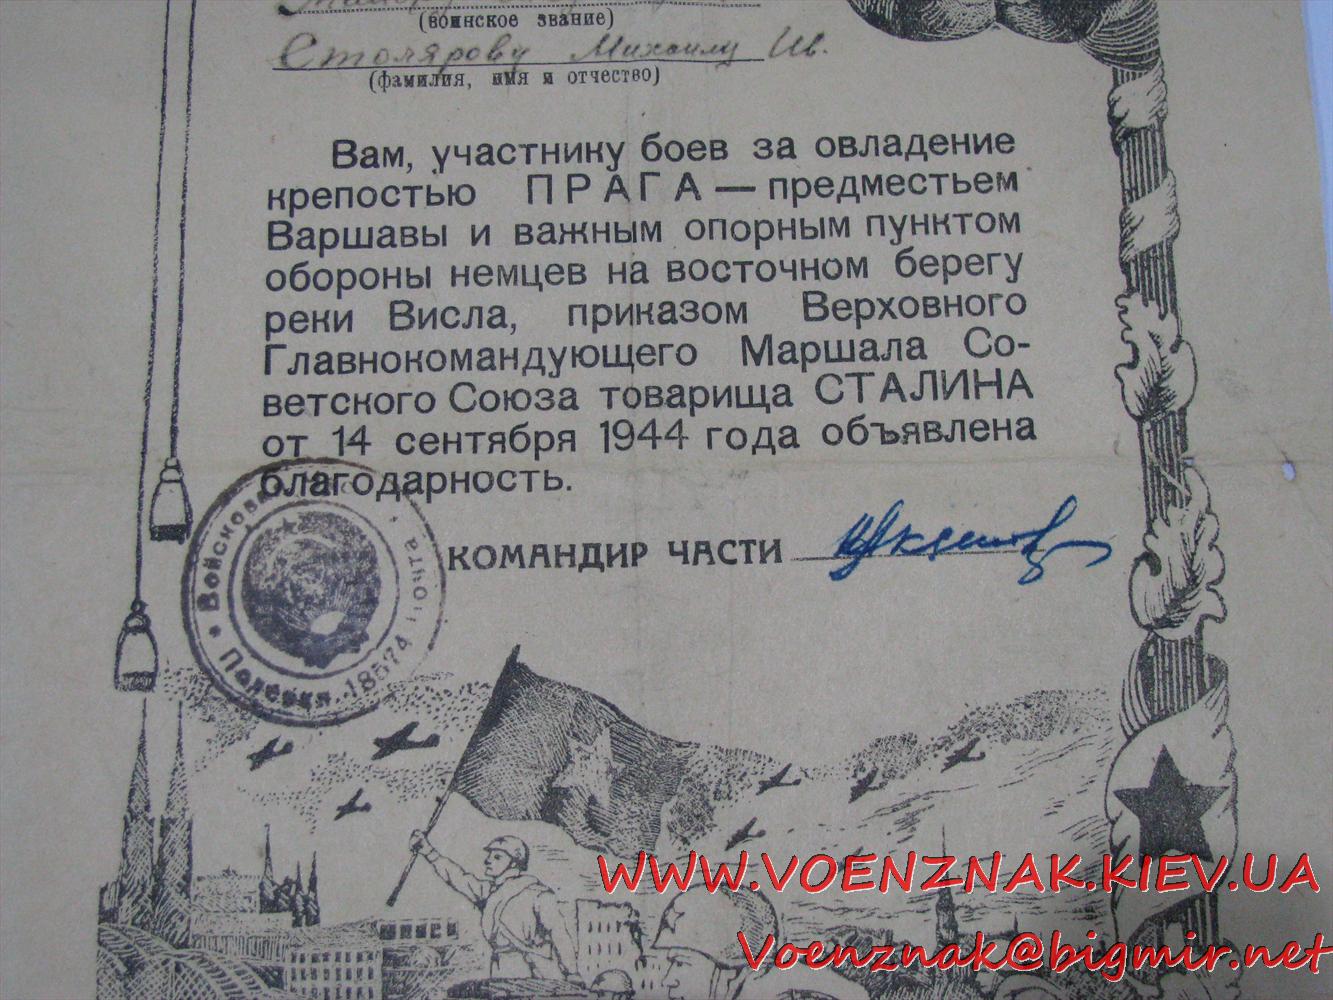 (воинское звание)
Столярову Михаилу Ив.
(фамилия, имя и отчество)
Вам, участнику боев за овладение
крепостью ПРАГА — предместьем
Варшавы и важным опорным пунктом
обороны немцев на восточном берегу
реки Висла, приказом Верховного
Главнокомандующего Маршала Со-
ветского Союза товарища СТАЛИНА
от 14 сентября 1944 года объявлена
благодарность.
КОМАНДИР ЧАСТИ
Полевая 18574
WWW.VOENZNAK.KIEV.UA
Voenznak@bigmir.net